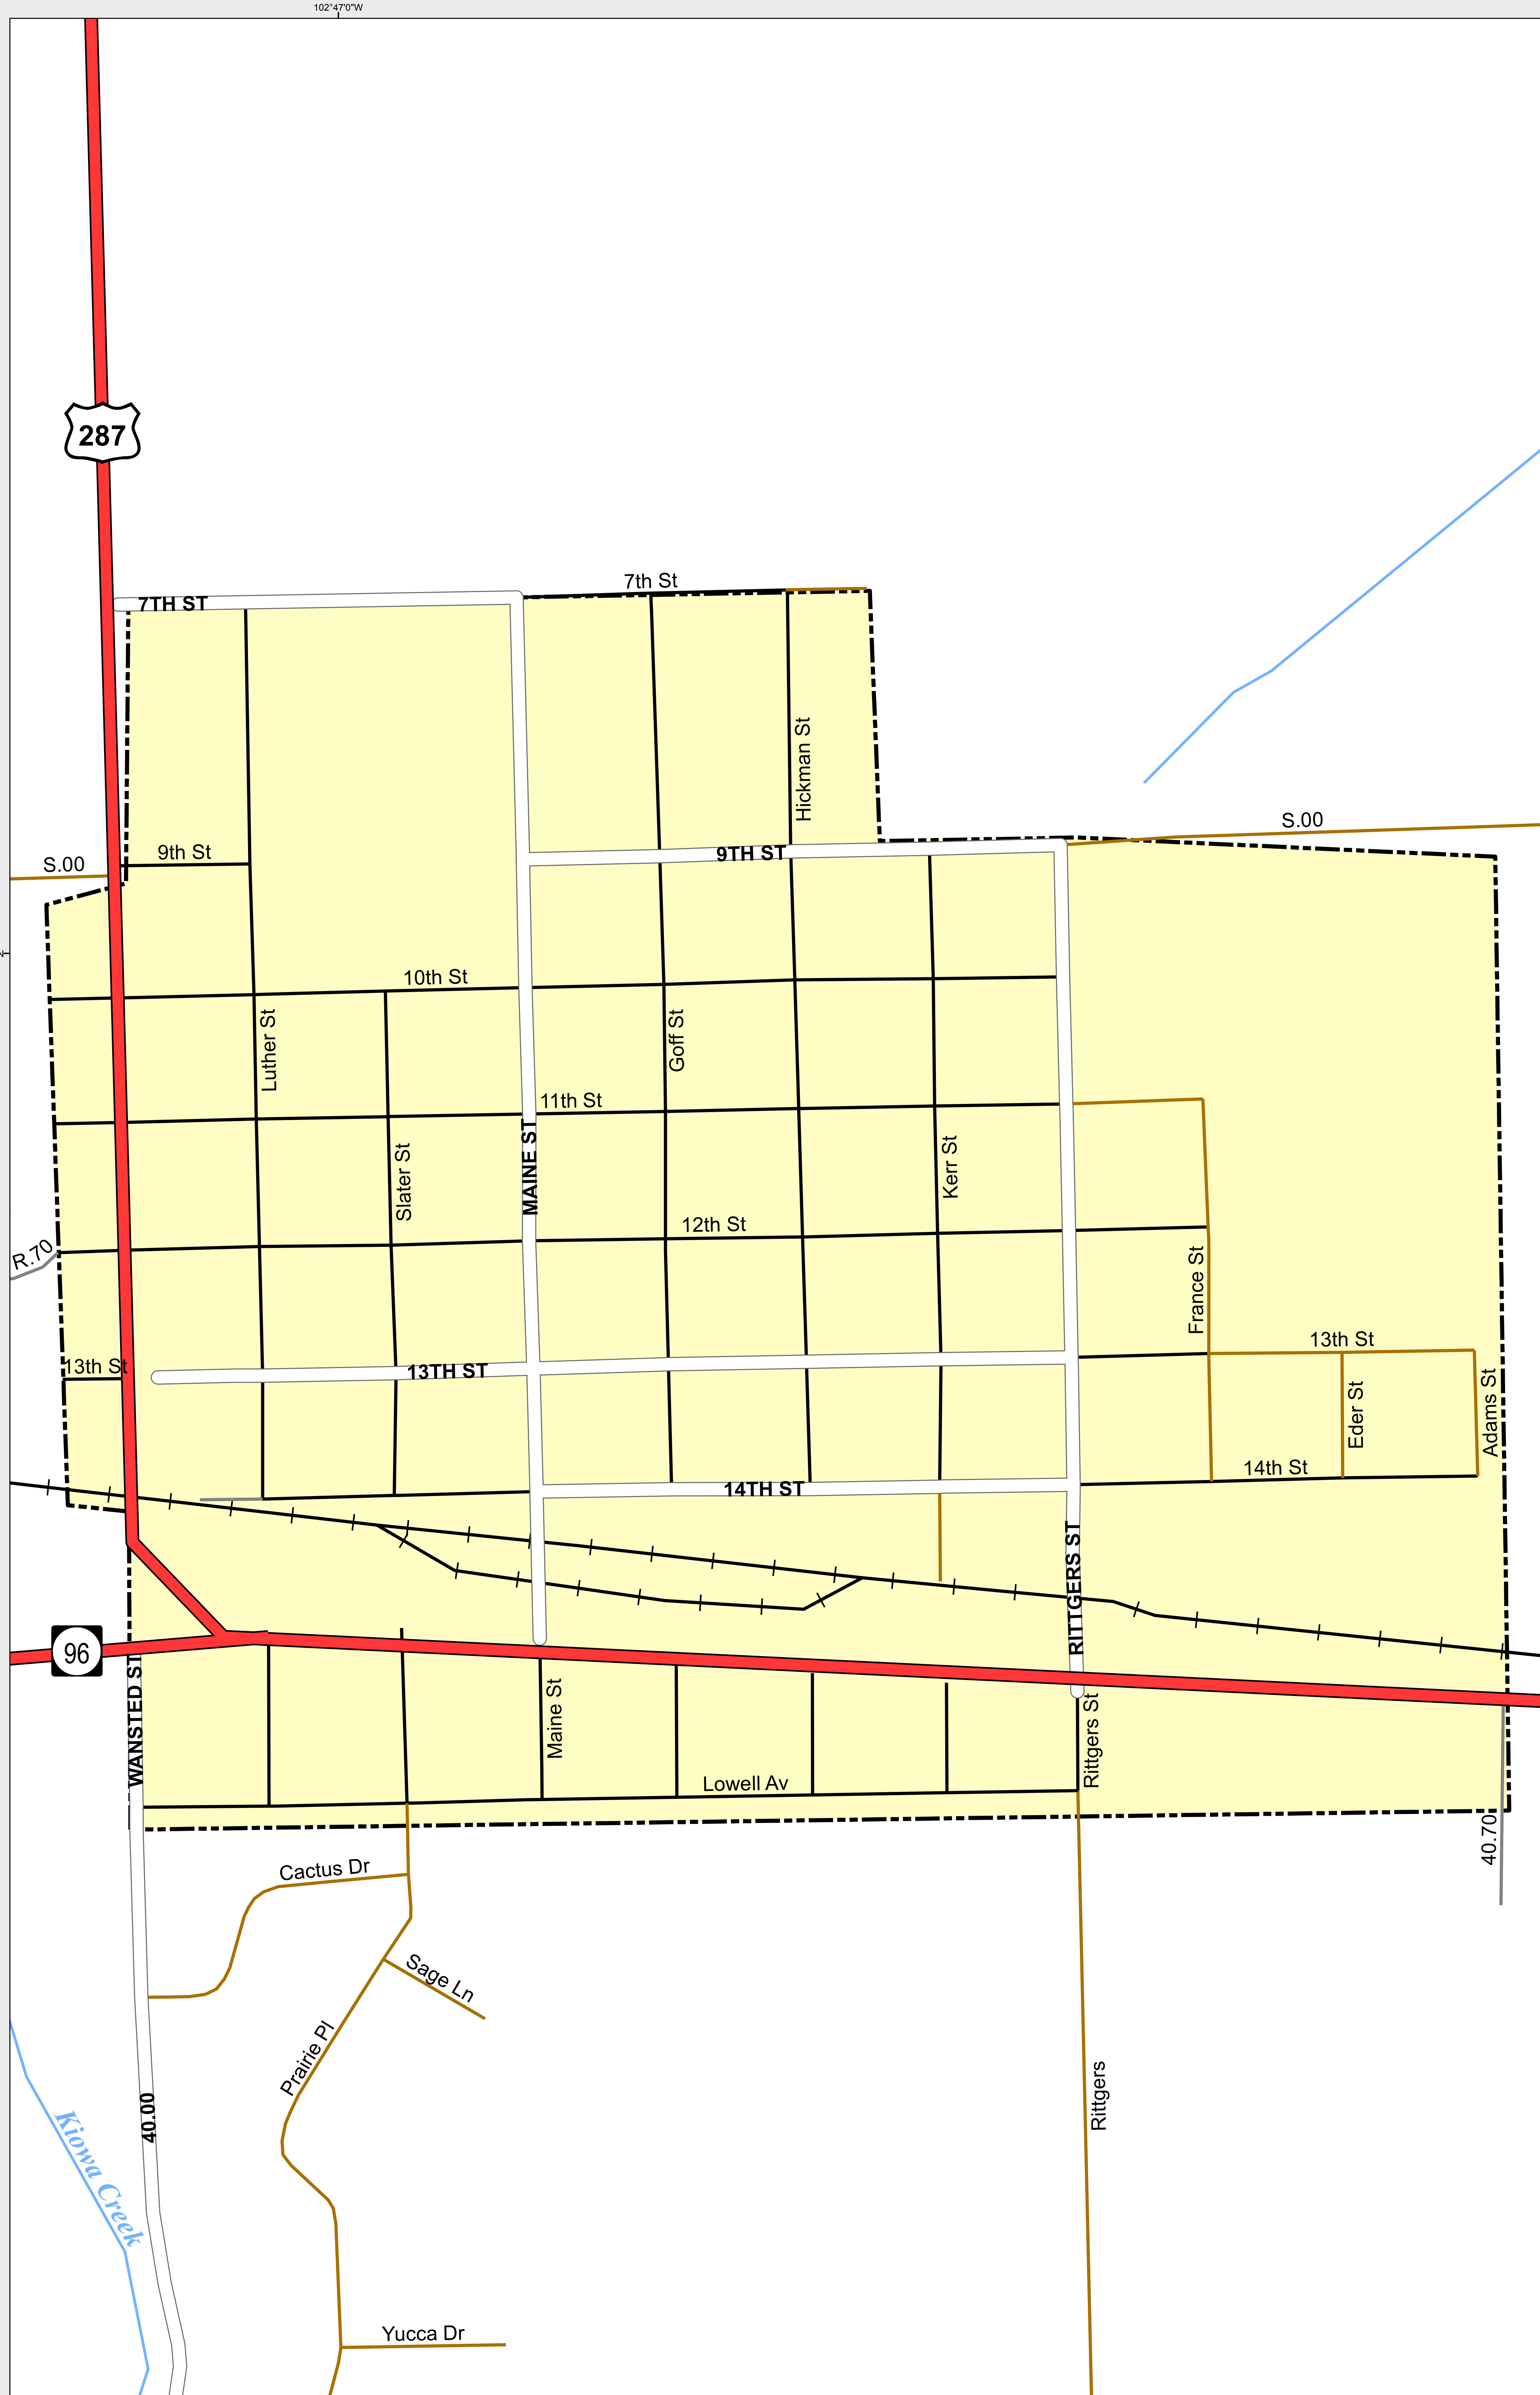 102°47'0"W
287
7TH ST
7th St
Hickman St
S.00
S.00
9th St
9TH ST
10th St
Luther St
Goff St
11th St
MAINE ST
Slater St
Kerr St
12th St
R.70
France St
13th St
13TH ST
13th St
Eder St
Adams St
14th St
14TH ST
RITTGERS ST
96
WANSTED ST
Maine St
Rittgers St
Lowell Av
40.70
Cactus Dr
Sage Ln
Prairie Pl
40.00
Rittgers
Kiowa Creek
Yucca Dr